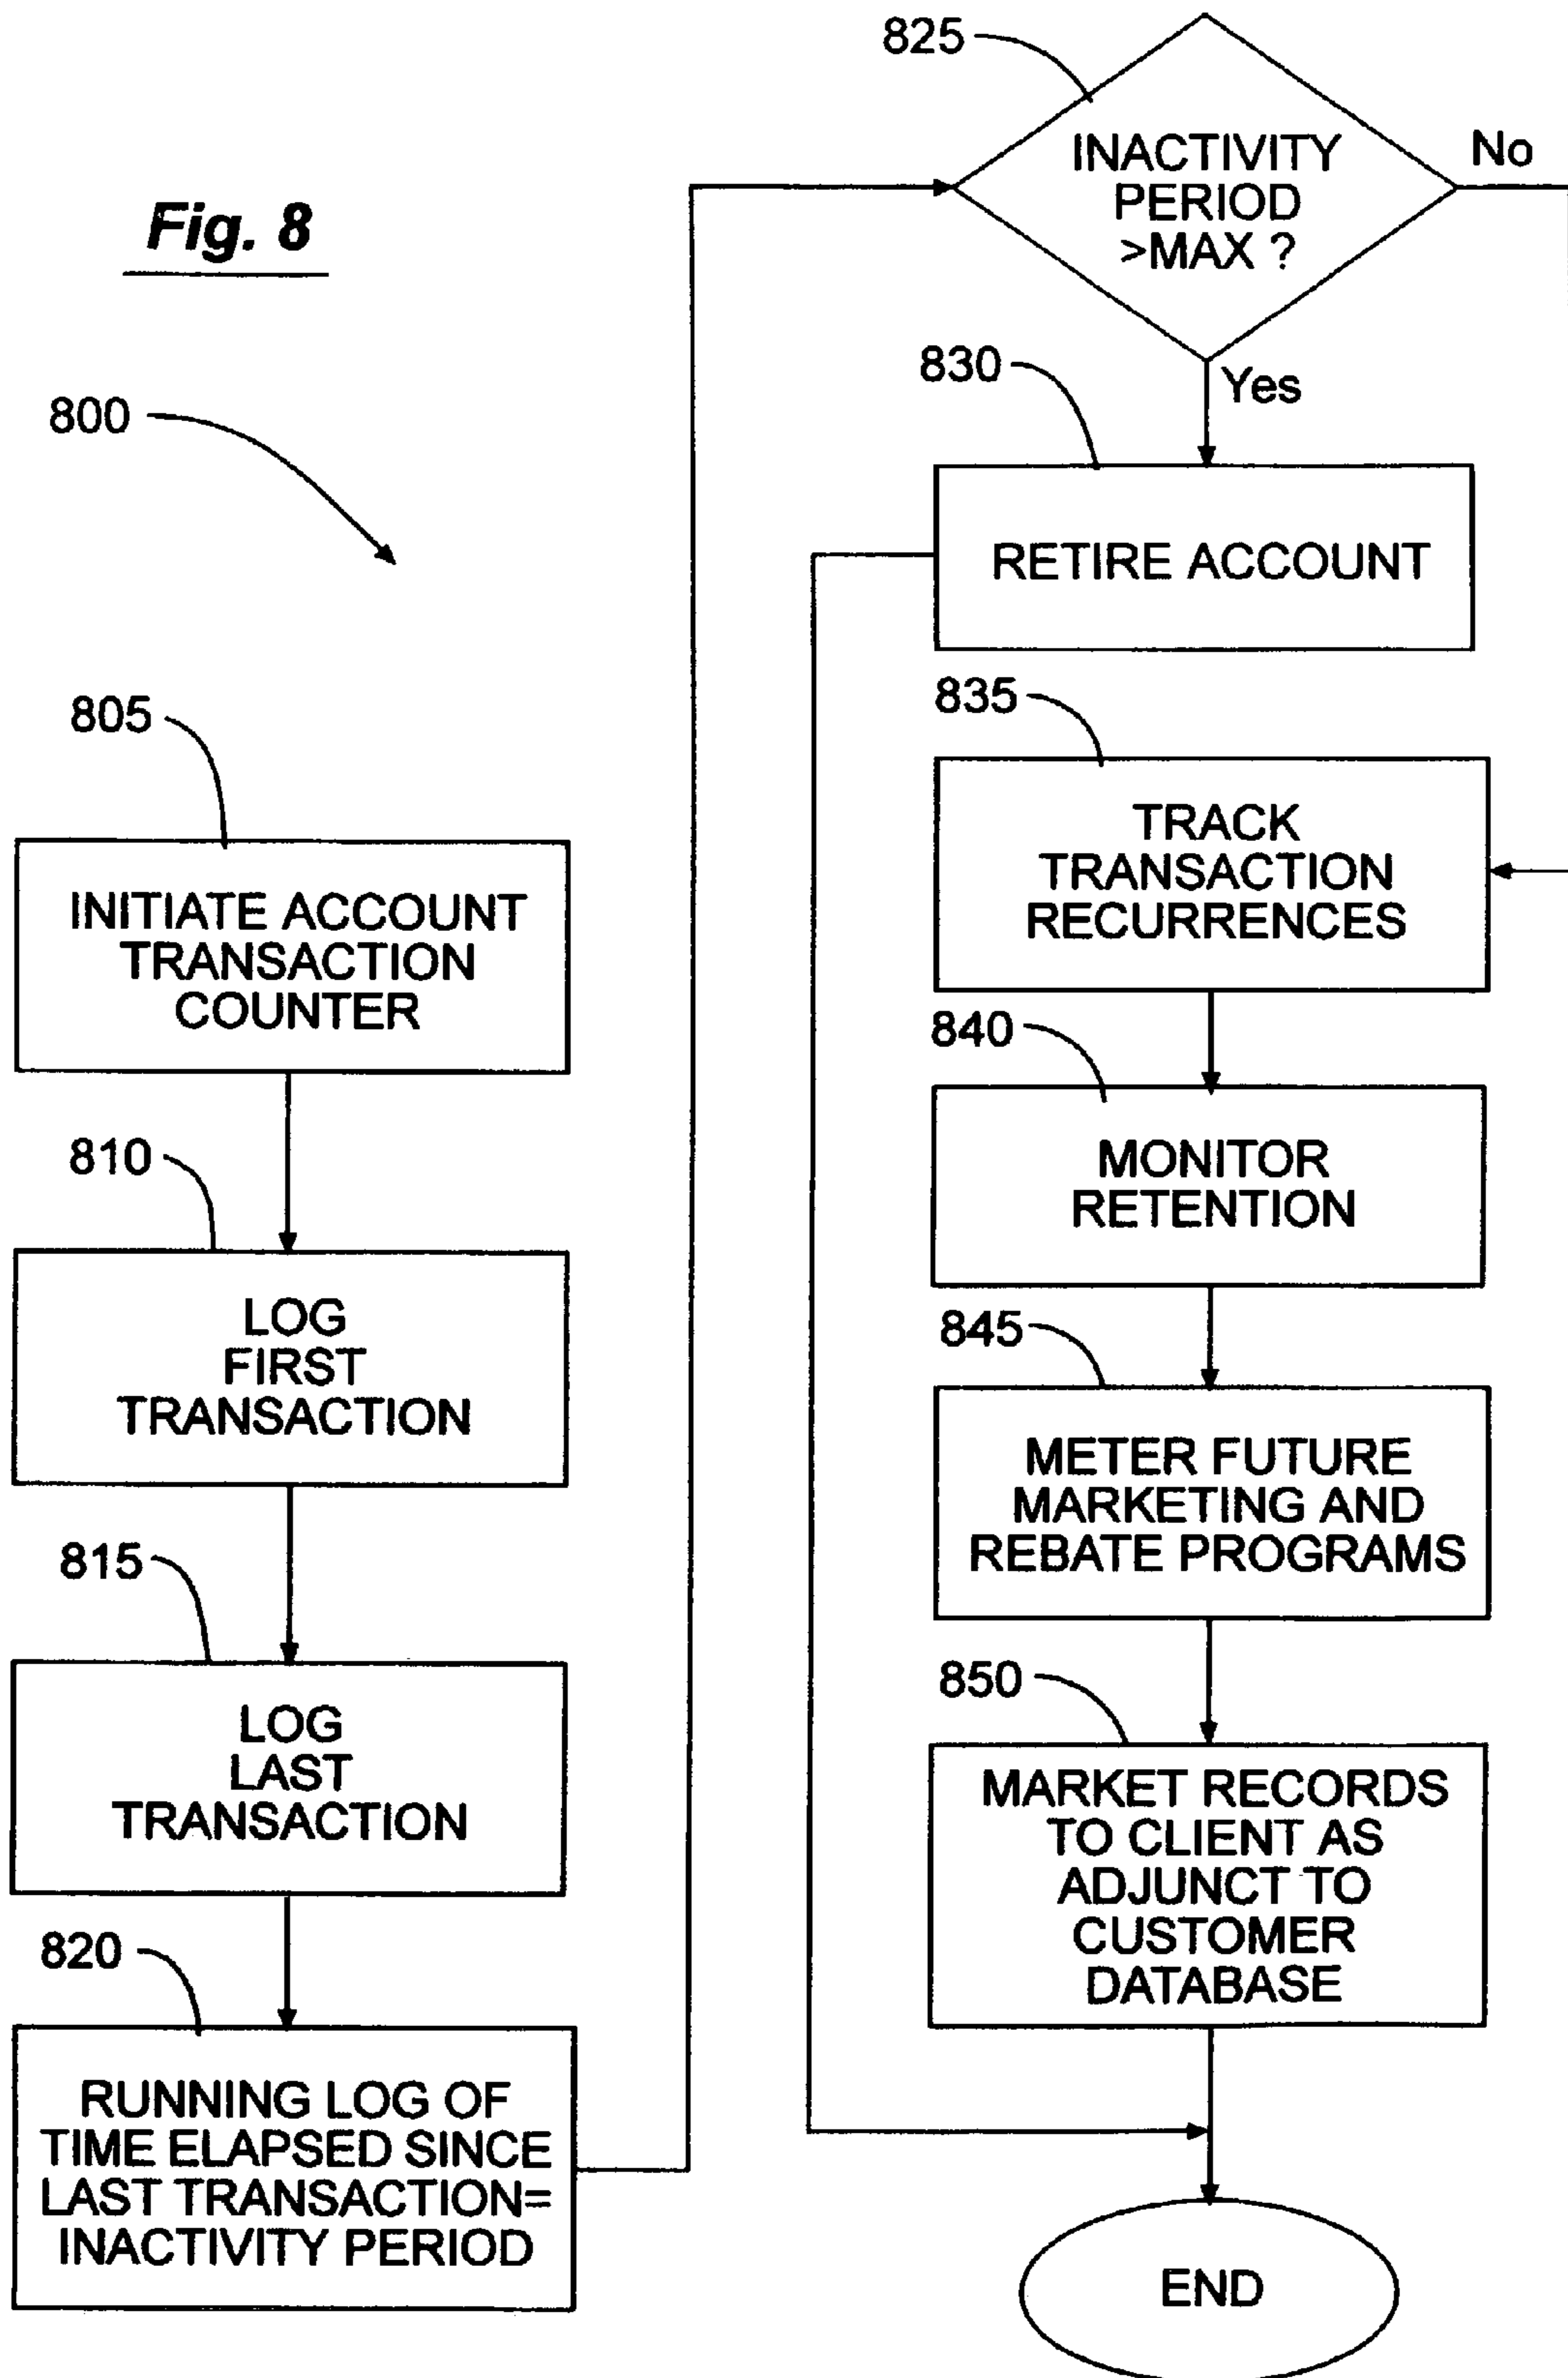 Fig. 8
800
805
INITIATE ACCOUNT
TRANSACTION
COUNTER
810
LOG
FIRST
TRANSACTION
815
LOG
LAST
TRANSACTION
820
RUNNING LOG OF
TIME ELAPSED SINCE
LAST TRANSACTION=
INACTIVITY PERIOD
825
INACTIVITY
PERIOD
>MAX ?
No
Yes
830
RETIRE ACCOUNT
835
TRACK
TRANSACTION
RECURRENCES
840
MONITOR
RETENTION
845
METER FUTURE
MARKETING AND
REBATE PROGRAMS
850
MARKET RECORDS
TO CLIENT AS
ADJUNCT TO
CUSTOMER
DATABASE
END